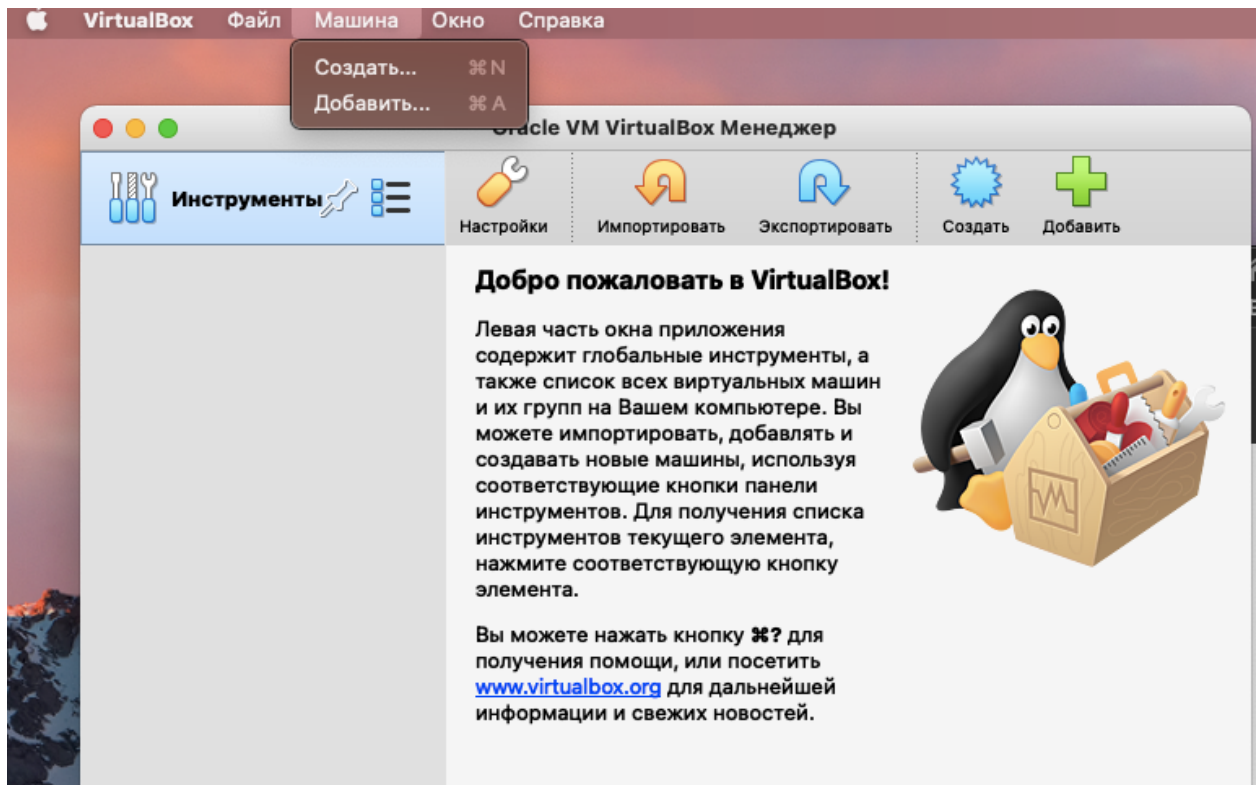 VirtualBox Файл Машина Окно Справка
Создать... ⌘ N
Добавить... ⌘ A
Oracle VM VirtualBox Менеджер
Инструменты
Настройки Импортировать Экспортировать Создать Добавить
Добро пожаловать в VirtualBox!
Левая часть окна приложения
содержит глобальные инструменты, а
также список всех виртуальных машин
и их групп на Вашем компьютере. Вы
можете импортировать, добавлять и
создавать новые машины, используя
соответствующие кнопки панели
инструментов. Для получения списка
инструментов текущего элемента,
нажмите соответствующую кнопку
элемента.
Вы можете нажать кнопку ⌘? для
получения помощи, или посетить
www.virtualbox.org для дальнейшей
информации и свежих новостей.